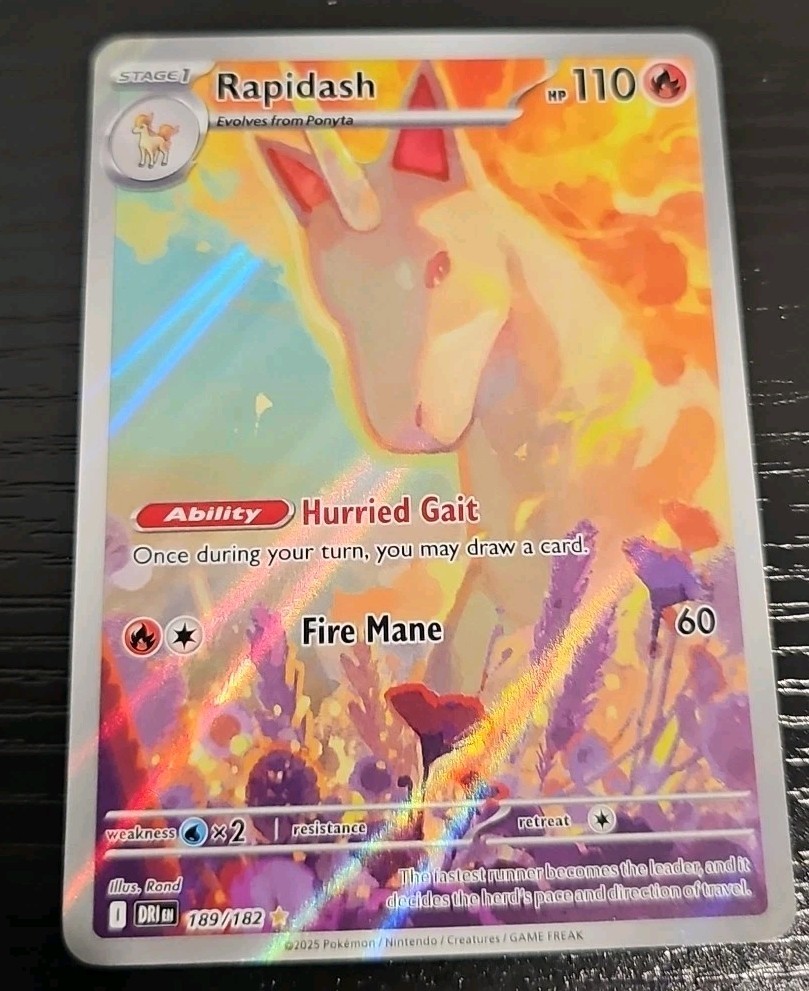 STAGE 1
Rapidash
HP 110
Evolves from Ponyta
Ability Hurried Gait
Once during your turn, you may draw a card.
Fire Mane 60
weakness ×2 resistance retreat
Illus. Rond
The fastest runner becomes the leader, and it
decides the herd's pace and direction of travel.
I DRI EN 189/182
©2025 Pokémon / Nintendo / Creatures / GAME FREAK